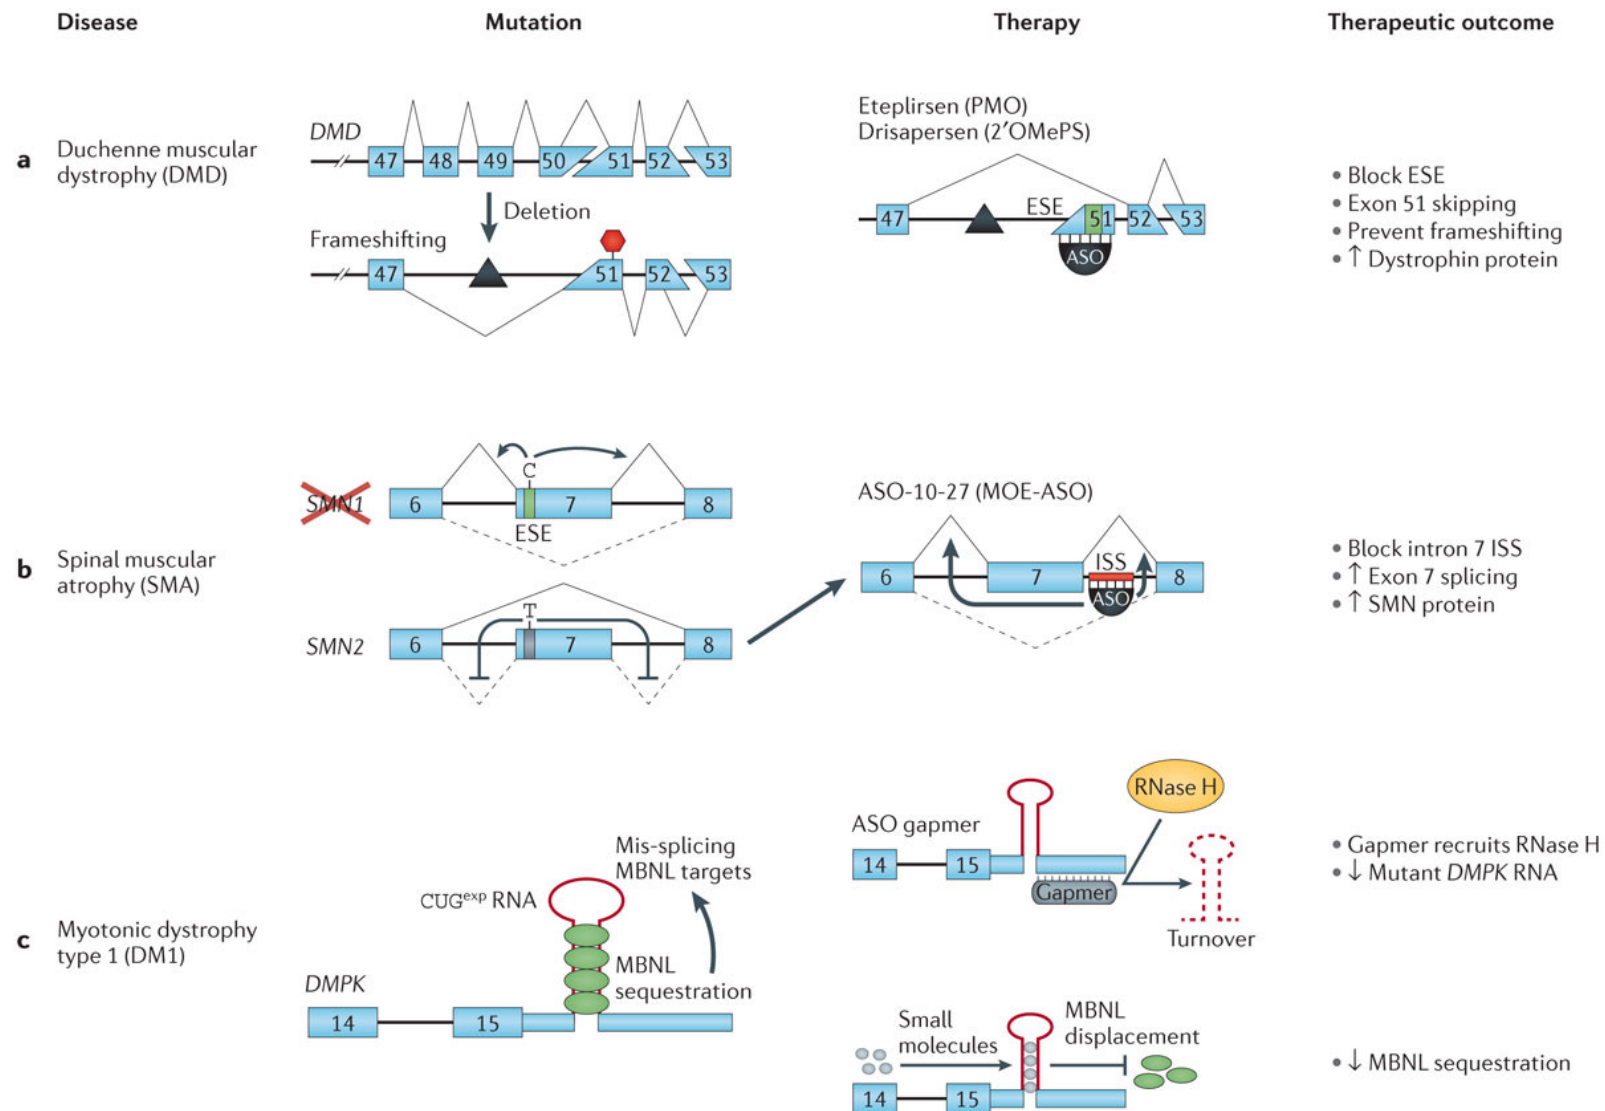 Disease Mutation Therapy Therapeutic outcome
a
Duchenne muscular
dystrophy (DMD)
DMD
47 48 49 50 51 52 53
Deletion
Frameshifting
47 51 52 53
Eteplirsen (PMO)
Drisapersen (2′OMePS)
ESE
47 51 52 53
ASO
• Block ESE
• Exon 51 skipping
• Prevent frameshifting
• ↑ Dystrophin protein
b
Spinal muscular
atrophy (SMA)
C
SMN1
6 7 8
ESE
T
SMN2
6 7 8
ASO-10-27 (MOE-ASO)
ISS
6 7 8
ASO
• Block intron 7 ISS
• ↑ Exon 7 splicing
• ↑ SMN protein
c
Myotonic dystrophy
type 1 (DM1)
Mis-splicing
MBNL targets
CUGexp RNA
MBNL
sequestration
DMPK
14 15
RNase H
ASO gapmer
14 15
Gapmer
Turnover
• Gapmer recruits RNase H
• ↓ Mutant DMPK RNA
Small
molecules
MBNL
displacement
14 15
• ↓ MBNL sequestration